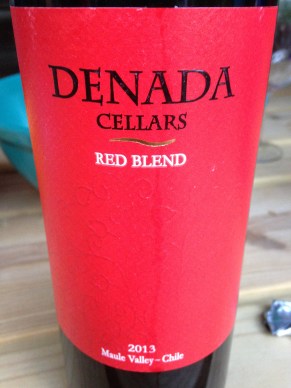 DENADA
CELLARS
RED BLEND
2013
Maule Valley – Chile